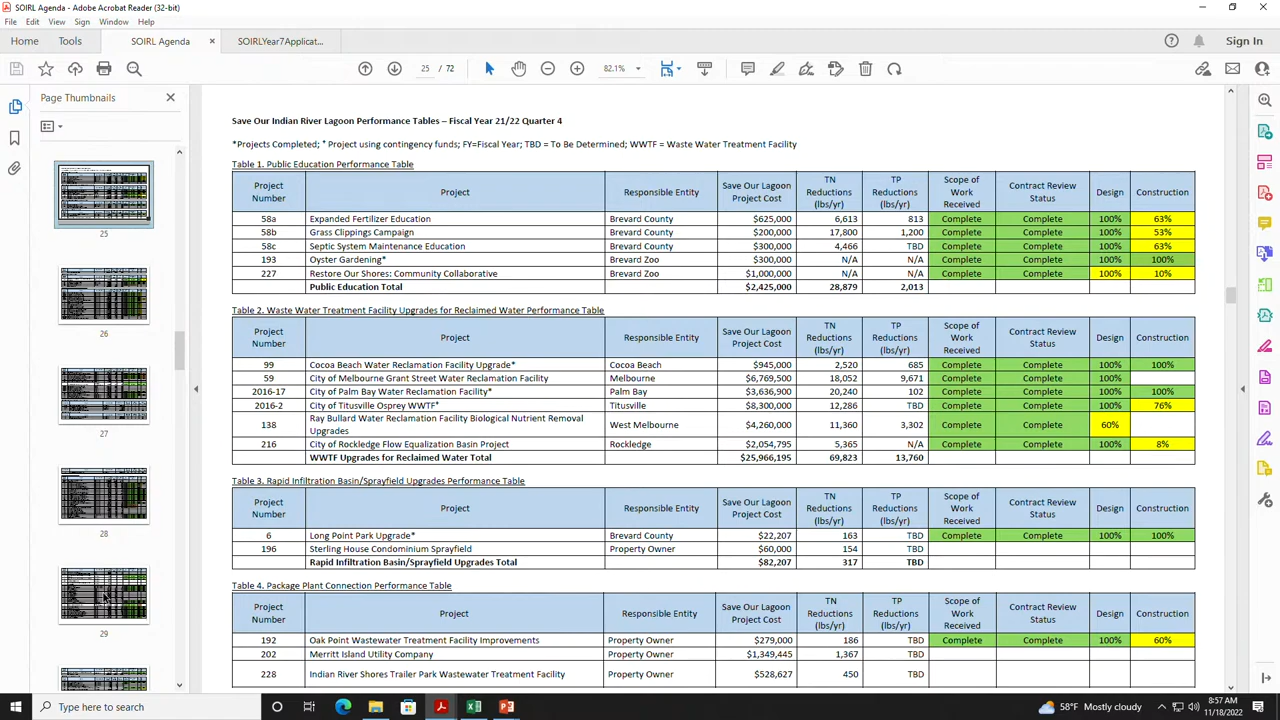 SOIRL Agenda - Adobe Acrobat Reader (32-bit)
File Edit View Sign Window Help
Home Tools SOIRL Agenda × SOIRLYear7Applicat... Sign In
25 / 72 82.1%
Page Thumbnails
25
26
27
28
29
Save Our Indian River Lagoon Performance Tables – Fiscal Year 21/22 Quarter 4
*Projects Completed; ⁺ Project using contingency funds; FY=Fiscal Year; TBD = To Be Determined; WWTF = Waste Water Treatment Facility
Table 1. Public Education Performance Table
Project Number Project Responsible Entity Save Our Lagoon Project Cost TN Reductions (lbs/yr) TP Reductions (lbs/yr) Scope of Work Received Contract Review Status Design Construction
58a Expanded Fertilizer Education Brevard County $625,000 6,613 813 Complete Complete 100% 63%
58b Grass Clippings Campaign Brevard County $200,000 17,800 1,200 Complete Complete 100% 53%
58c Septic System Maintenance Education Brevard County $300,000 4,466 TBD Complete Complete 100% 63%
193 Oyster Gardening* Brevard Zoo $300,000 N/A N/A Complete Complete 100% 100%
227 Restore Our Shores: Community Collaborative Brevard Zoo $1,000,000 N/A N/A Complete Complete 100% 10%
Public Education Total $2,425,000 28,879 2,013
Table 2. Waste Water Treatment Facility Upgrades for Reclaimed Water Performance Table
Project Number Project Responsible Entity Save Our Lagoon Project Cost TN Reductions (lbs/yr) TP Reductions (lbs/yr) Scope of Work Received Contract Review Status Design Construction
99 Cocoa Beach Water Reclamation Facility Upgrade* Cocoa Beach $945,000 2,520 685 Complete Complete 100% 100%
59 City of Melbourne Grant Street Water Reclamation Facility Melbourne $6,769,500 18,052 9,671 Complete Complete 100%
2016-17 City of Palm Bay Water Reclamation Facility* Palm Bay $3,636,900 20,240 102 Complete Complete 100% 100%
2016-2 City of Titusville Osprey WWTF⁺ Titusville $8,300,000 12,286 TBD Complete Complete 100% 76%
138 Ray Bullard Water Reclamation Facility Biological Nutrient Removal Upgrades West Melbourne $4,260,000 11,360 3,302 Complete Complete 60%
216 City of Rockledge Flow Equalization Basin Project Rockledge $2,054,795 5,365 N/A Complete Complete 100% 8%
WWTF Upgrades for Reclaimed Water Total $25,966,195 69,823 13,760
Table 3. Rapid Infiltration Basin/Sprayfield Upgrades Performance Table
Project Number Project Responsible Entity Save Our Lagoon Project Cost TN Reductions (lbs/yr) TP Reductions (lbs/yr) Scope of Work Received Contract Review Status Design Construction
6 Long Point Park Upgrade* Brevard County $22,207 163 TBD Complete Complete 100% 100%
196 Sterling House Condominium Sprayfield Property Owner $60,000 154 TBD
Rapid Infiltration Basin/Sprayfield Upgrades Total $82,207 317 TBD
Table 4. Package Plant Connection Performance Table
Project Number Project Responsible Entity Save Our Lagoon Project Cost TN Reductions (lbs/yr) TP Reductions (lbs/yr) Scope of Work Received Contract Review Status Design Construction
192 Oak Point Wastewater Treatment Facility Improvements Property Owner $279,000 186 TBD Complete Complete 100% 60%
202 Merritt Island Utility Company Property Owner $1,349,445 1,367 TBD
228 Indian River Shores Trailer Park Wastewater Treatment Facility Property Owner $528,627 450 TBD
Type here to search
58°F Mostly cloudy
8:57 AM
11/18/2022